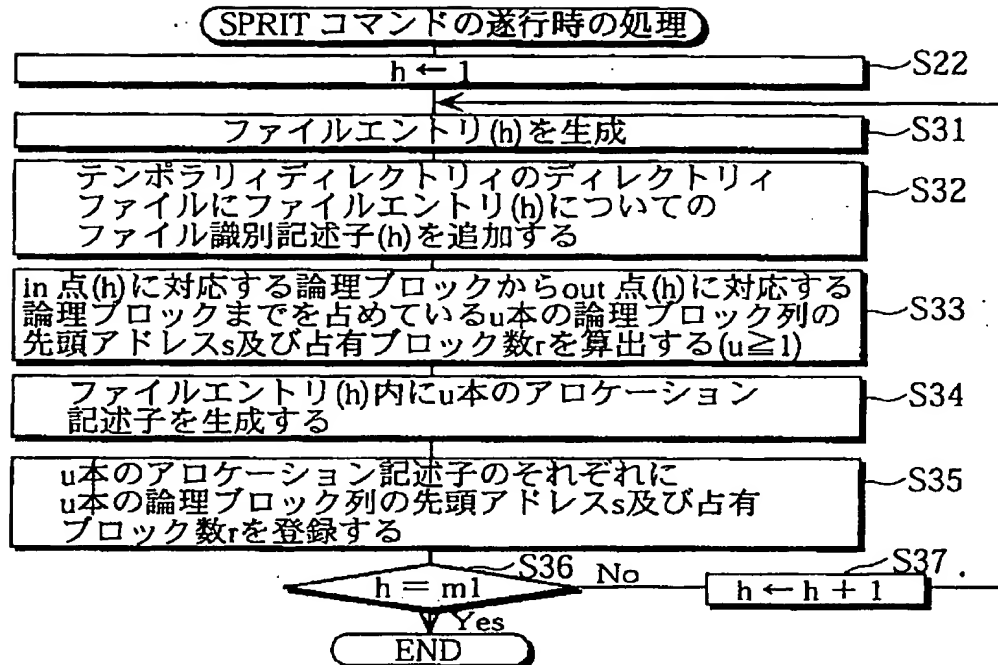 SPRIT コマンドの遂行時の処理
h ← 1
S22
ファイルエントリ(h)を生成
S31
テンポラリィディレクトリィのディレクトリィ
ファイルにファイルエントリ(h)についての
ファイル識別記述子(h)を追加する
S32
in 点(h)に対応する論理ブロックからout 点(h)に対応する
論理ブロックまでを占めているu本の論理ブロック列の
先頭アドレスs及び占有ブロック数rを算出する(u≧1)
S33
ファイルエントリ(h)内にu本のアロケーション
記述子を生成する
S34
u本のアロケーション記述子のそれぞれに
u本の論理ブロック列の先頭アドレスs及び占有
ブロック数rを登録する
S35
h = m1
S36
No
h ← h + 1
S37
Yes
END